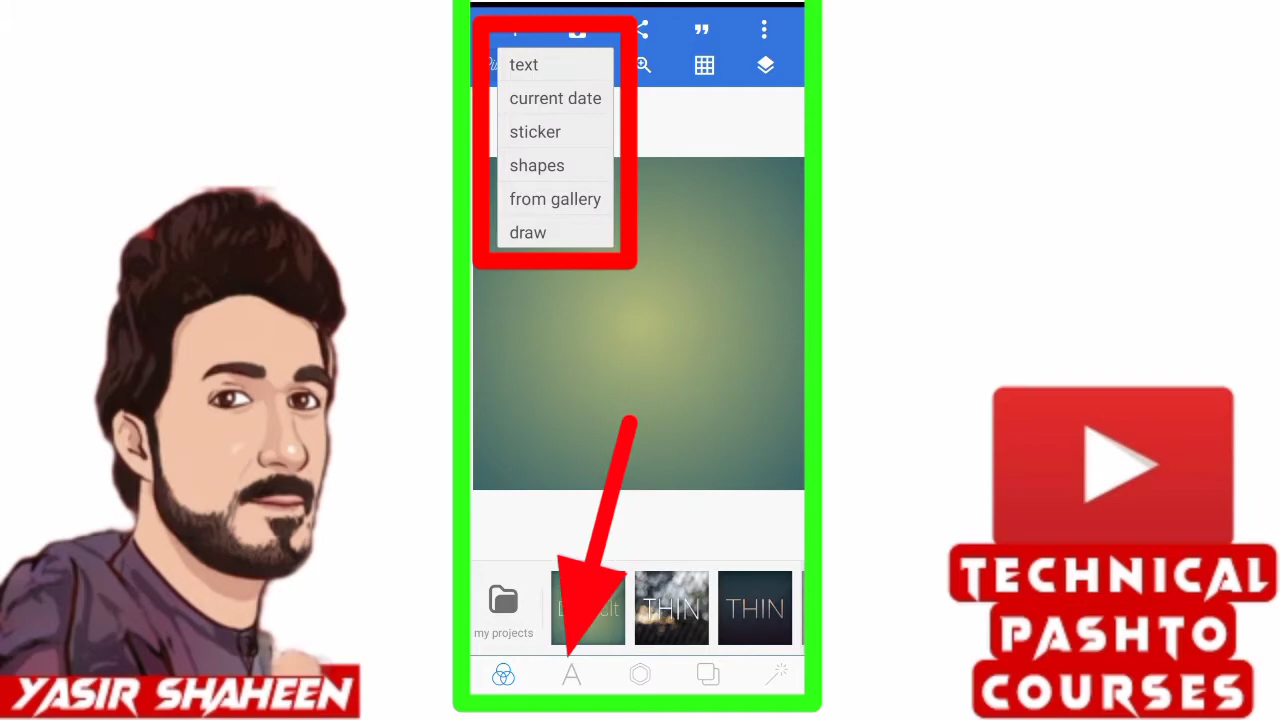 text
current date
sticker
shapes
from gallery
draw
THIN
THIN
my projects
YASIR SHAHEEN
TECHNICAL
PASHTO
COURSES